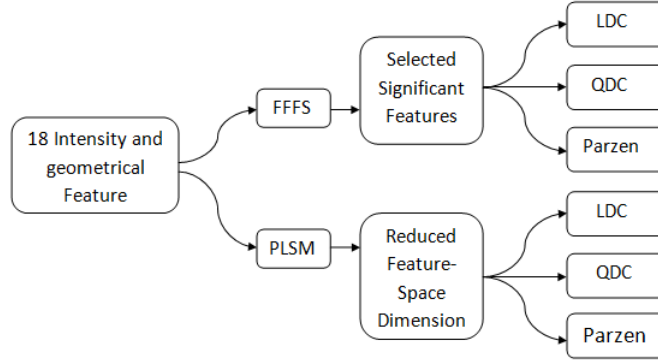 18 Intensity and
geometrical
Feature
FFFS
Selected
Significant
Features
LDC
QDC
Parzen
PLSM
Reduced
Feature-
Space
Dimension
LDC
QDC
Parzen